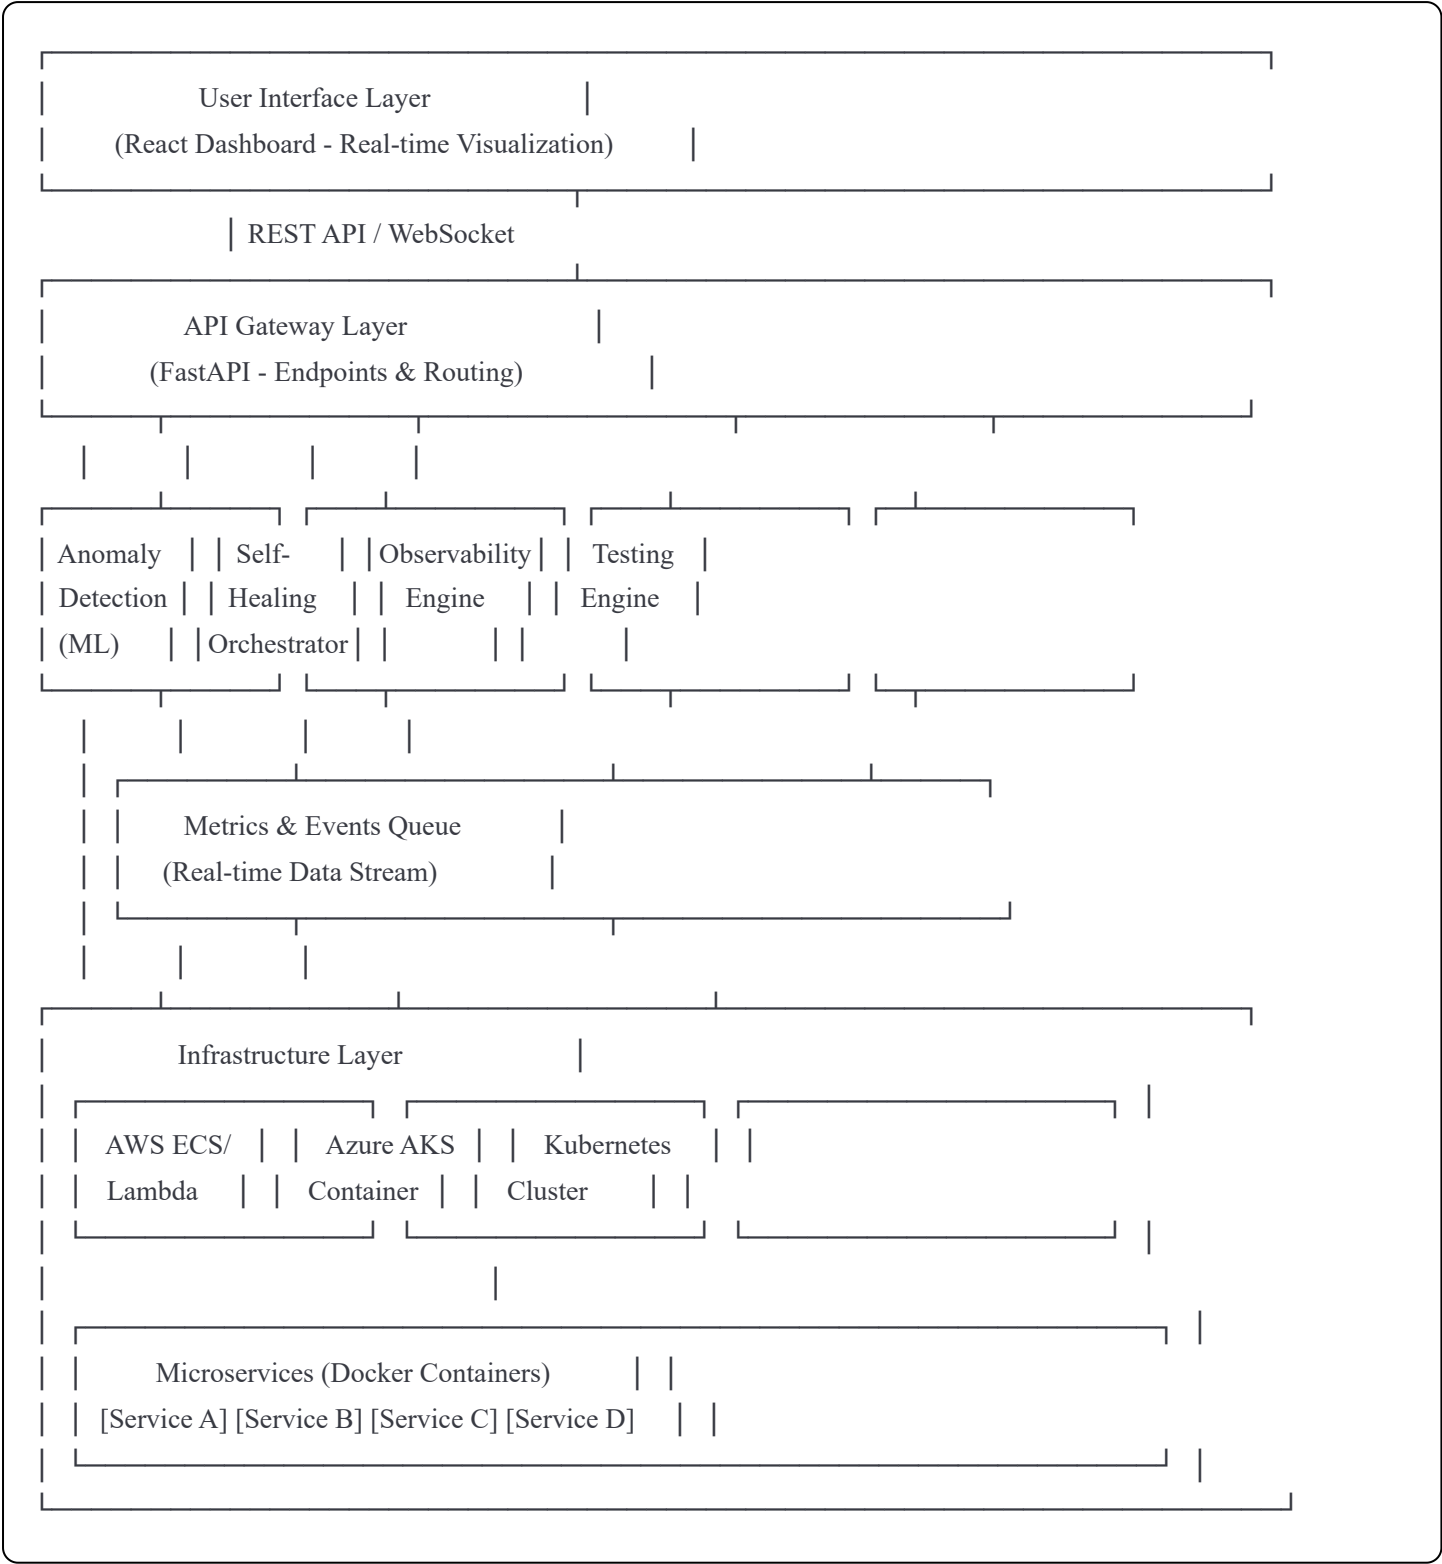 User Interface Layer
(React Dashboard - Real-time Visualization)
REST API / WebSocket
API Gateway Layer
(FastAPI - Endpoints & Routing)
Anomaly Self- Observability Testing
Detection Healing Engine Engine
(ML) Orchestrator
Metrics & Events Queue
(Real-time Data Stream)
Infrastructure Layer
AWS ECS/ Azure AKS Kubernetes
Lambda Container Cluster
Microservices (Docker Containers)
[Service A] [Service B] [Service C] [Service D]